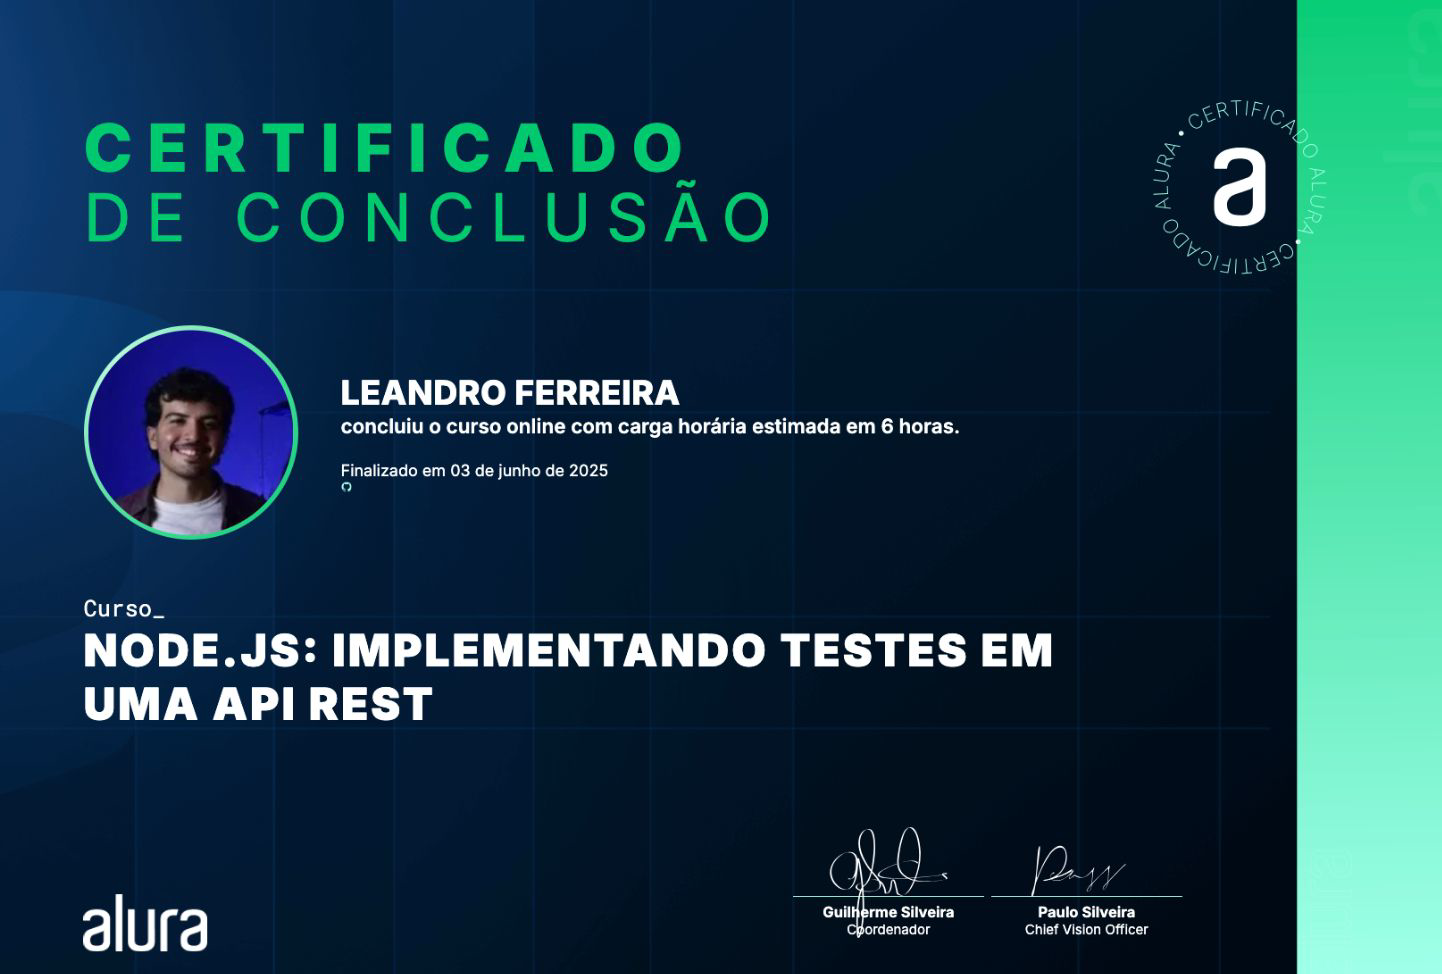 CERTIFICADO
DE CONCLUSÃO
CERTIFICADO ALURA • CERTIFICADO ALURA •
a
LEANDRO FERREIRA
concluiu o curso online com carga horária estimada em 6 horas.
Finalizado em 03 de junho de 2025
Curso_
NODE.JS: IMPLEMENTANDO TESTES EM
UMA API REST
Guilherme Silveira
Coordenador
Paulo Silveira
Chief Vision Officer
alura